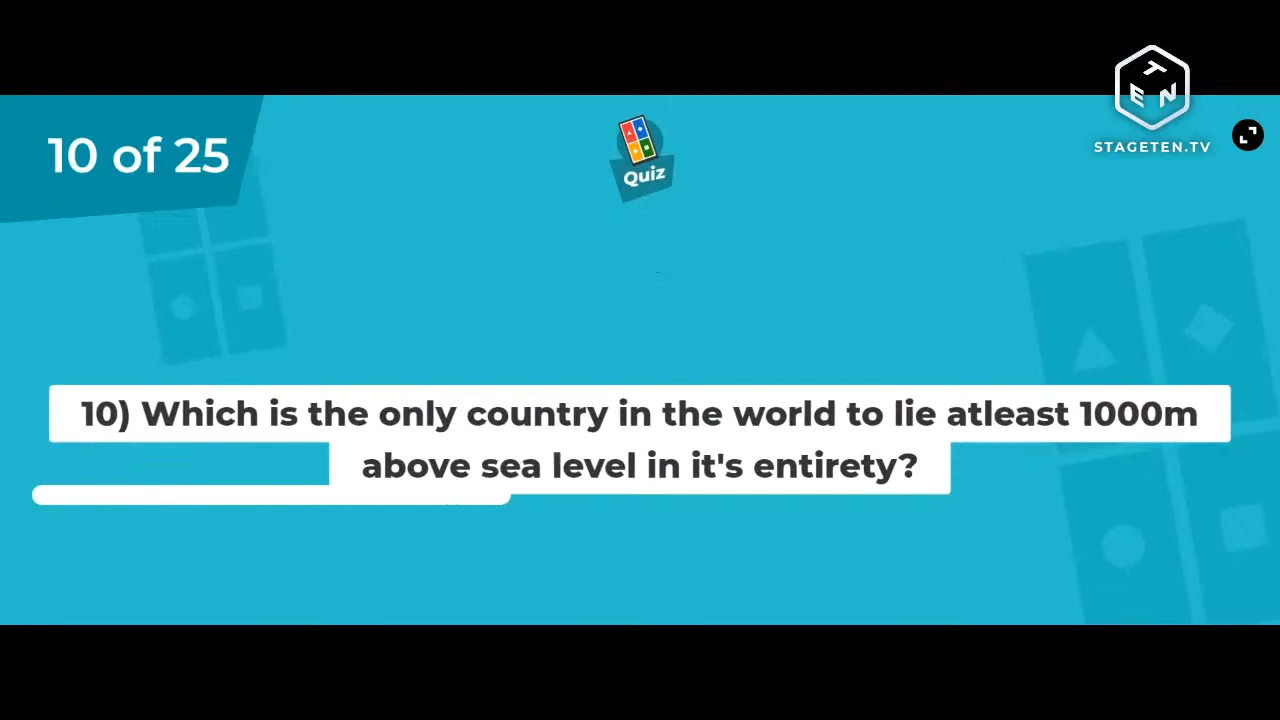 T
E N
STAGETEN.TV
10 of 25
Quiz
10) Which is the only country in the world to lie atleast 1000m
above sea level in it's entirety?